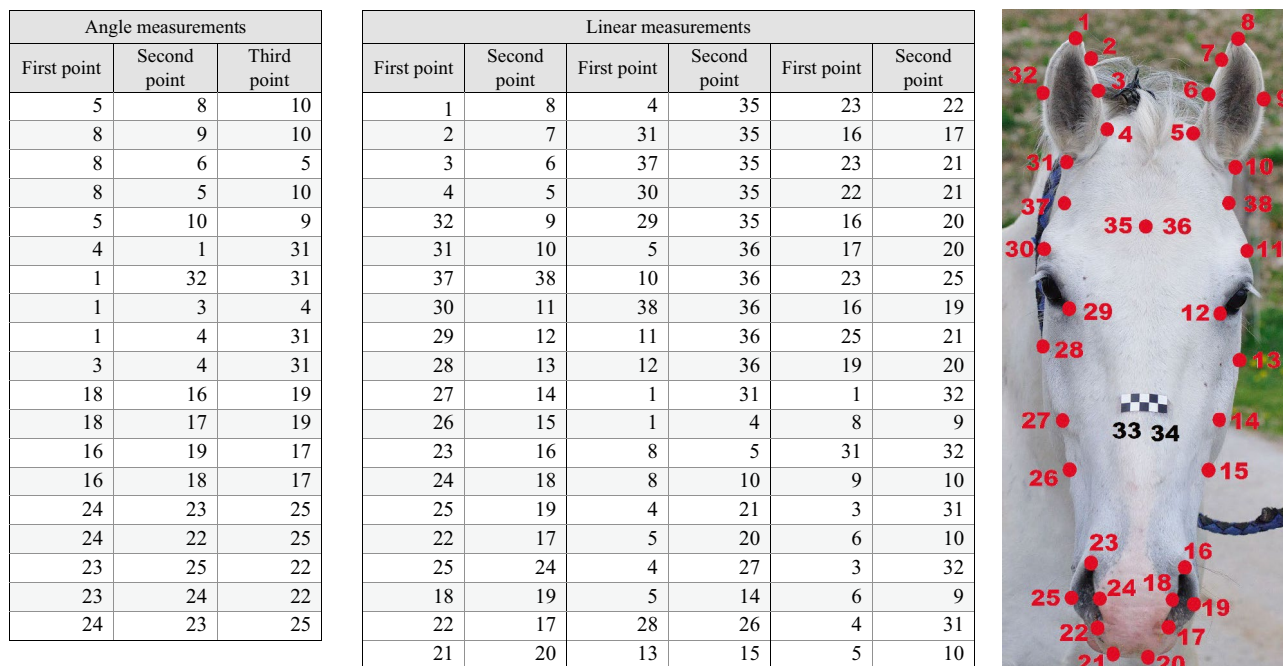 Angle measurements
First point Second point Third point
5 8 10
8 9 10
8 6 5
8 5 10
5 10 9
4 1 31
1 32 31
1 3 4
1 4 31
3 4 31
18 16 19
18 17 19
16 19 17
16 18 17
24 23 25
24 22 25
23 25 22
23 24 22
24 23 25
Linear measurements
First point Second point First point Second point First point Second point
1 8 4 35 23 22
2 7 31 35 16 17
3 6 37 35 23 21
4 5 30 35 22 21
32 9 29 35 16 20
31 10 5 36 17 20
37 38 10 36 23 25
30 11 38 36 16 19
29 12 11 36 25 21
28 13 12 36 19 20
27 14 1 31 1 32
26 15 1 4 8 9
23 16 8 5 31 32
24 18 8 10 9 10
25 19 4 21 3 31
22 17 5 20 6 10
25 24 4 27 3 32
18 19 5 14 6 9
22 17 28 26 4 31
21 20 13 15 5 10
1 8
2 7
32 3 6 9
4 5
31 10
37 38
35 36
30 11
29 12
28 13
33 34
27 14
26 15
23 16
25 24 18 19
22 17
21 20